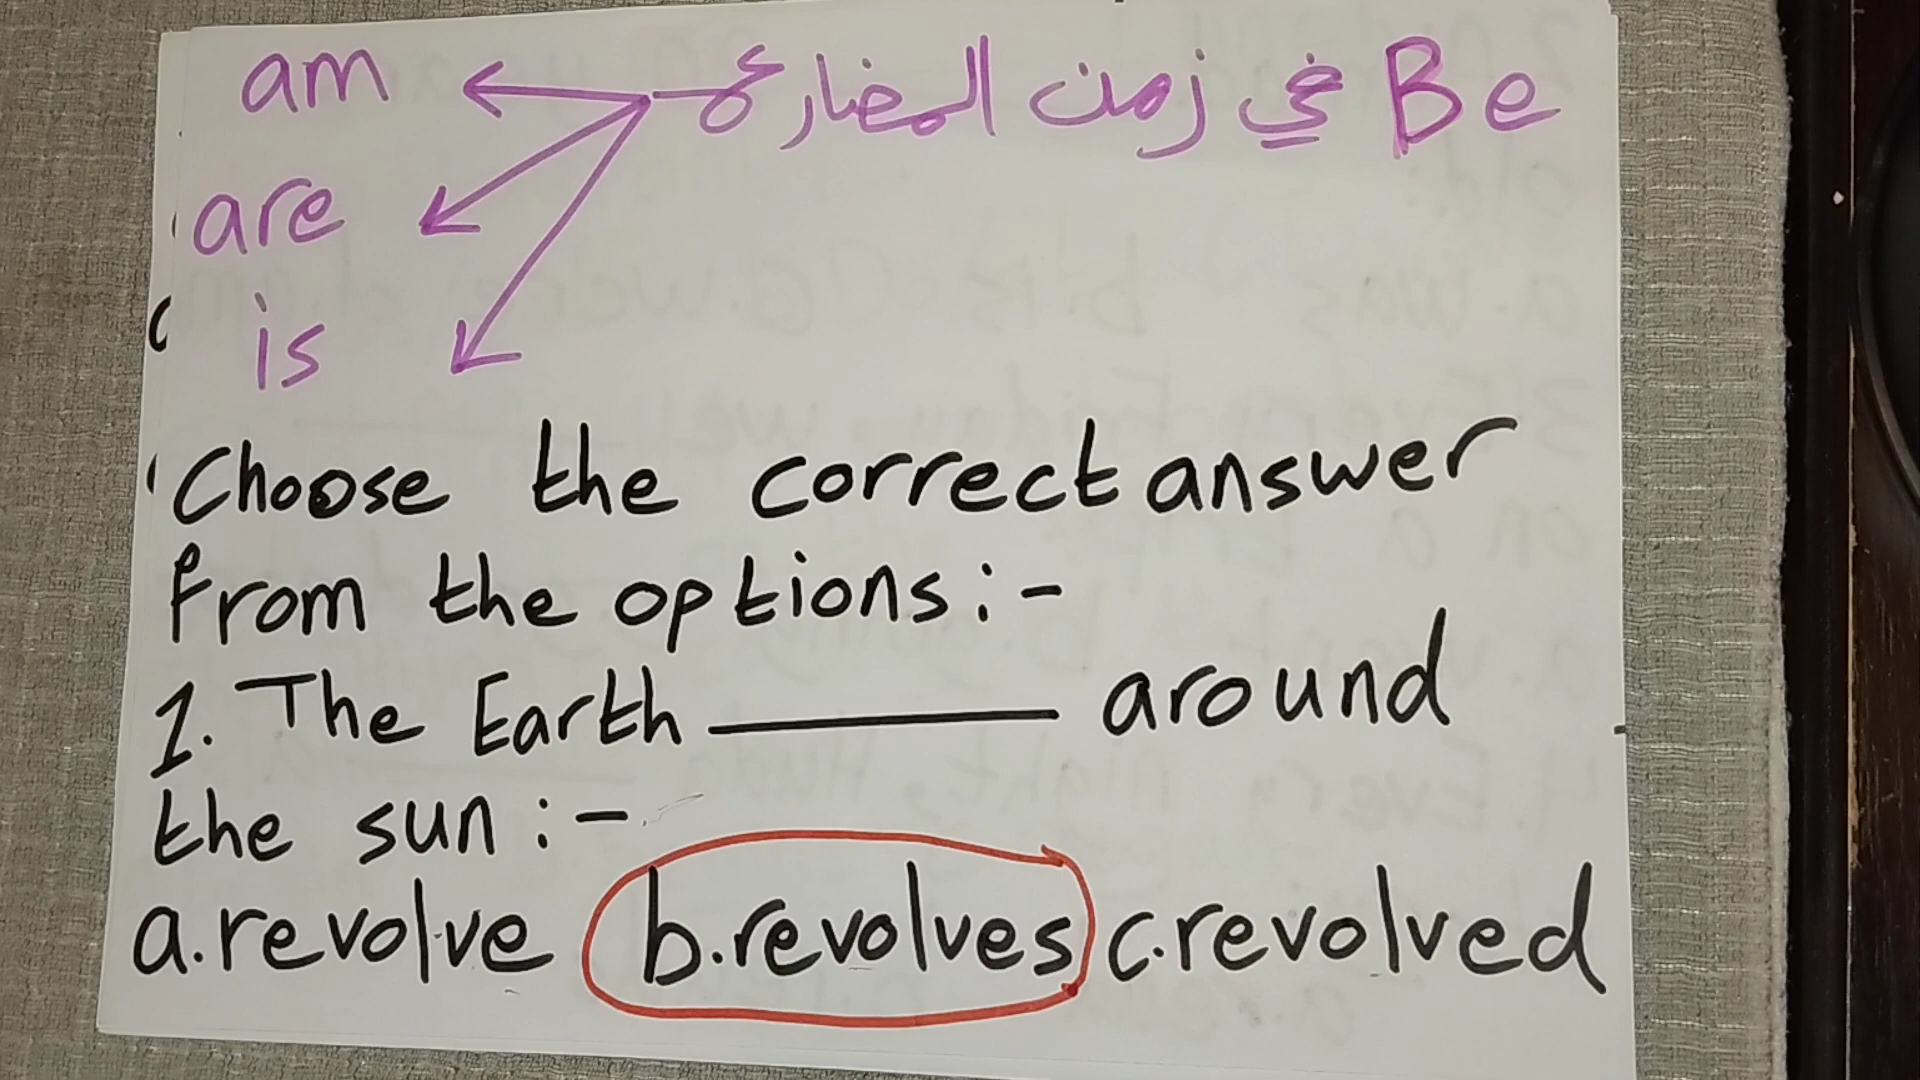 Be في زمن المضارع
am
are
is
Choose the correct answer
from the options:-
1. The Earth ________ around
the sun:-
a.revolve b.revolves c.revolved